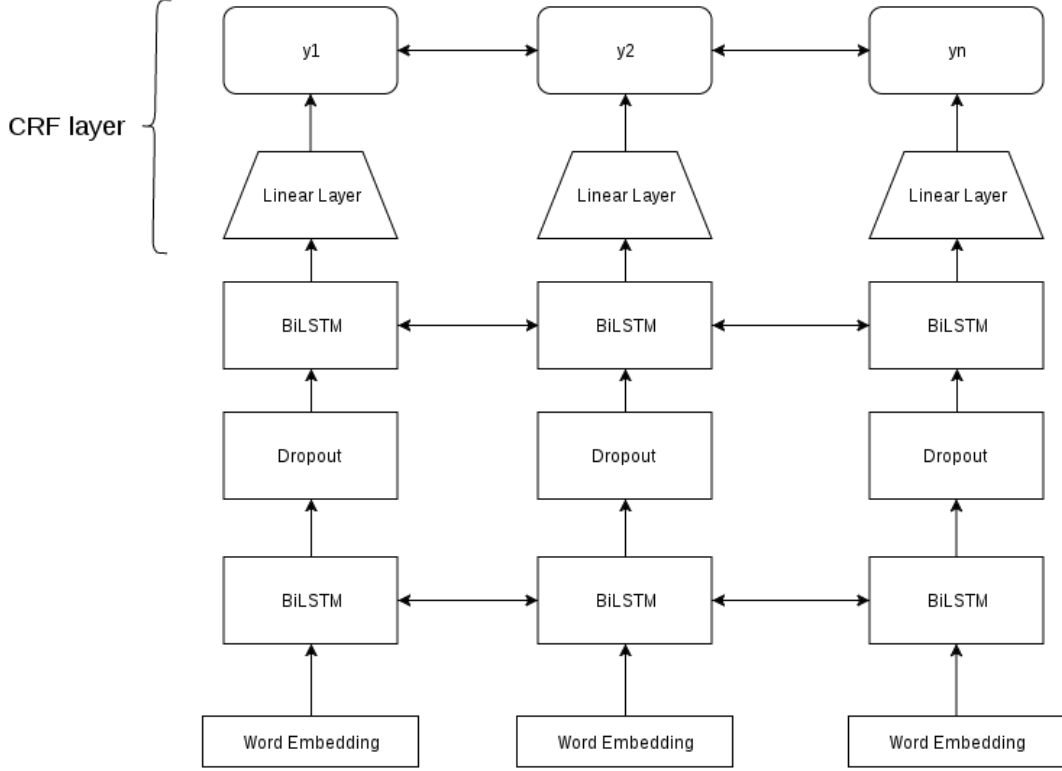 y1 y2 yn
CRF layer
Linear Layer Linear Layer Linear Layer
BiLSTM BiLSTM BiLSTM
Dropout Dropout Dropout
BiLSTM BiLSTM BiLSTM
Word Embedding Word Embedding Word Embedding